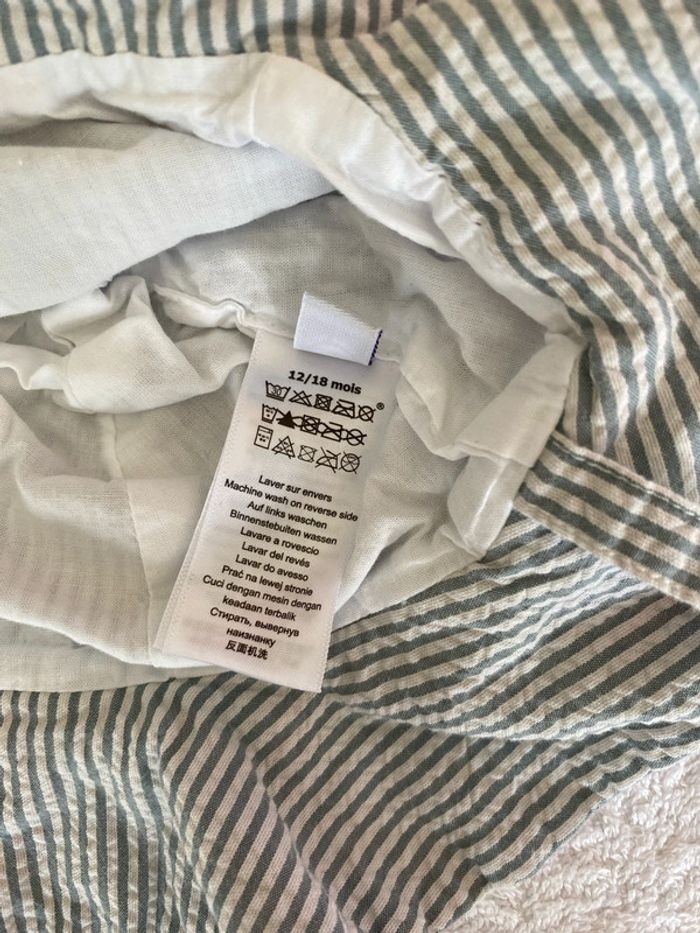 12/18 mois
®
Laver sur envers
Machine wash on reverse side
Auf links waschen
Binnenstebuiten wassen
Lavare a rovescio
Lavar del revés
Lavar do avesso
Prać na lewej stronie
Cuci dengan mesin dengan
keadaan terbalik
Стирать, вывернув
наизнанку
反面机洗